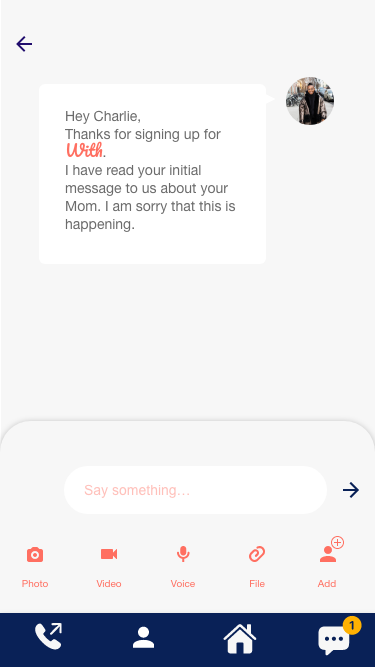 Hey Charlie,
Thanks for signing up for
With.
I have read your initial
message to us about your
Mom. I am sorry that this is
happening.
Say something...
Photo Video Voice File Add
1